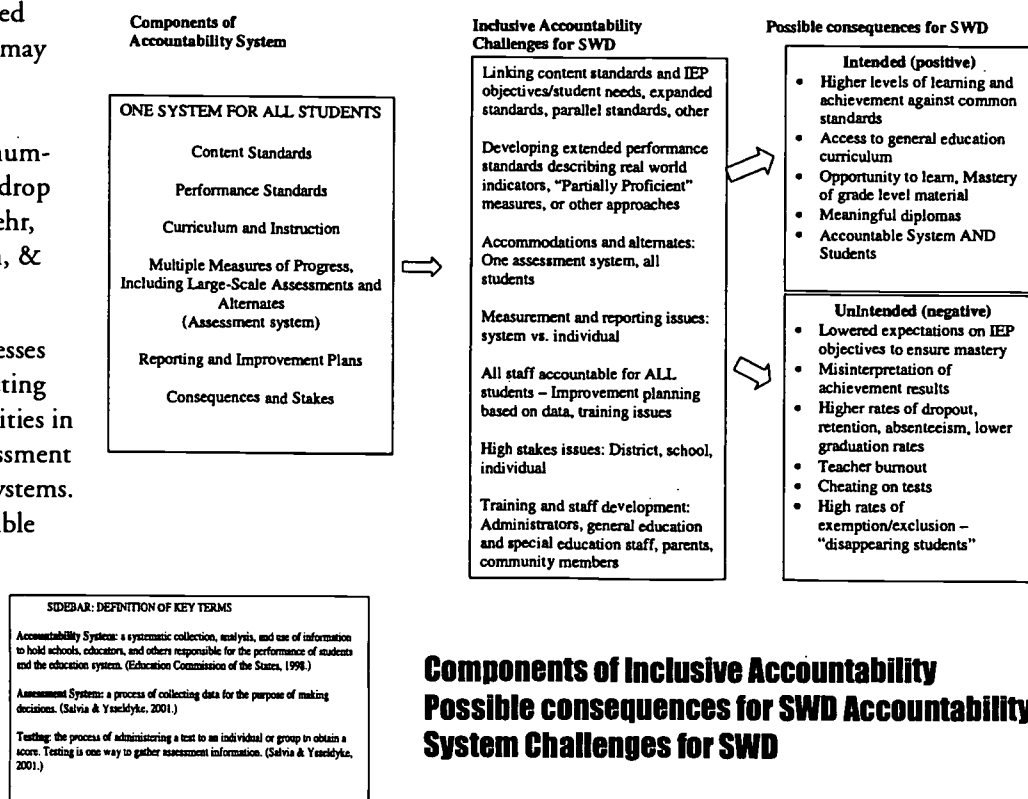 ed
may
num-
drop
ehr,
, &
esses
ting
ities in
ssment
ystems.
ible
Components of
Accountability System
ONE SYSTEM FOR ALL STUDENTS
Content Standards
Performance Standards
Curriculum and Instruction
Multiple Measures of Progress,
Including Large-Scale Assessments and
Alternates
(Assessment system)
Reporting and Improvement Plans
Consequences and Stakes
Inclusive Accountability
Challenges for SWD
Linking content standards and IEP
objectives/student needs, expanded
standards, parallel standards, other
Developing extended performance
standards describing real world
indicators, "Partially Proficient"
measures, or other approaches
Accommodations and alternates:
One assessment system, all
students
Measurement and reporting issues:
system vs. individual
All staff accountable for ALL
students – Improvement planning
based on data, training issues
High stakes issues: District, school,
individual
Training and staff development:
Administrators, general education
and special education staff, parents,
community members
Possible consequences for SWD
Intended (positive)
• Higher levels of learning and
achievement against common
standards
• Access to general education
curriculum
• Opportunity to learn, Mastery
of grade level material
• Meaningful diplomas
• Accountable System AND
Students
Unintended (negative)
• Lowered expectations on IEP
objectives to ensure mastery
• Misinterpretation of
achievement results
• Higher rates of dropout,
retention, absenteeism, lower
graduation rates
• Teacher burnout
• Cheating on tests
• High rates of
exemption/exclusion –
"disappearing students"
SIDEBAR: DEFINITION OF KEY TERMS
Accountability System: a systematic collection, analysis, and use of information
to hold schools, educators, and others responsible for the performance of students
and the education system. (Education Commission of the States, 1998.)
Assessment System: a process of collecting data for the purpose of making
decisions. (Salvia & Ysseldyke, 2001.)
Testing: the process of administering a test to an individual or group to obtain a
score. Testing is one way to gather assessment information. (Salvia & Ysseldyke,
2001.)
Components of Inclusive Accountability
Possible consequences for SWD Accountability
System Challenges for SWD